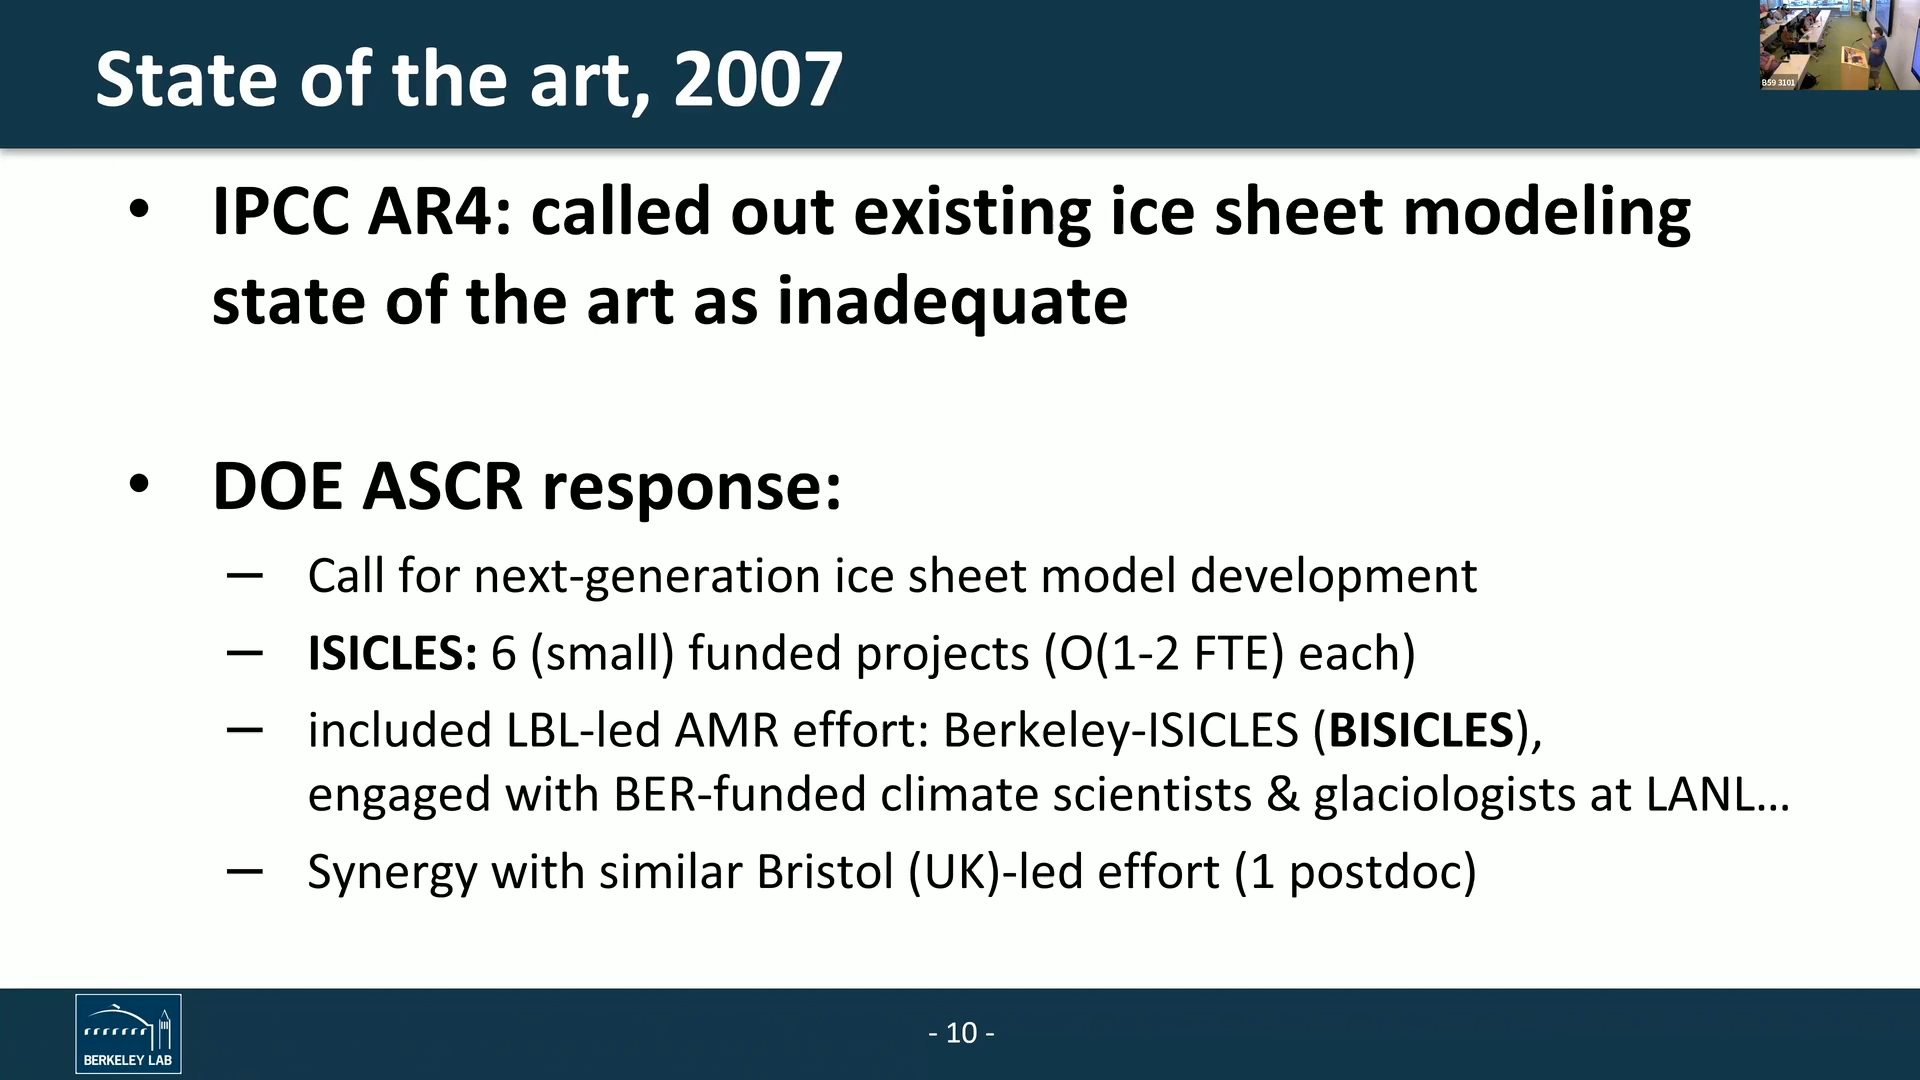 State of the art, 2007
B59 3101
• IPCC AR4: called out existing ice sheet modeling
state of the art as inadequate
• DOE ASCR response:
– Call for next-generation ice sheet model development
– ISICLES: 6 (small) funded projects (O(1-2 FTE) each)
– included LBL-led AMR effort: Berkeley-ISICLES (BISICLES),
engaged with BER-funded climate scientists & glaciologists at LANL…
– Synergy with similar Bristol (UK)-led effort (1 postdoc)
BERKELEY LAB
- 10 -